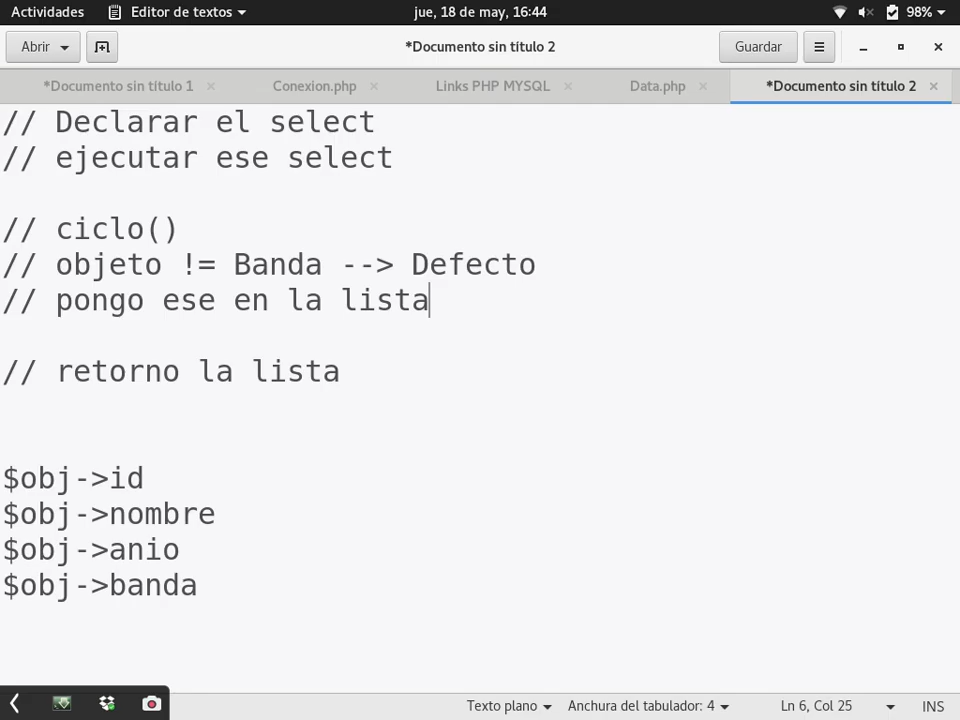 Actividades Editor de textos jue, 18 de may, 16:44 98%
Abrir *Documento sin título 2 Guardar
*Documento sin título 1 Conexion.php Links PHP MYSQL Data.php *Documento sin título 2
// Declarar el select
// ejecutar ese select
// ciclo()
// objeto != Banda --> Defecto
// pongo ese en la lista
// retorno la lista
$obj->id
$obj->nombre
$obj->anio
$obj->banda
Texto plano Anchura del tabulador: 4 Ln 6, Col 25 INS